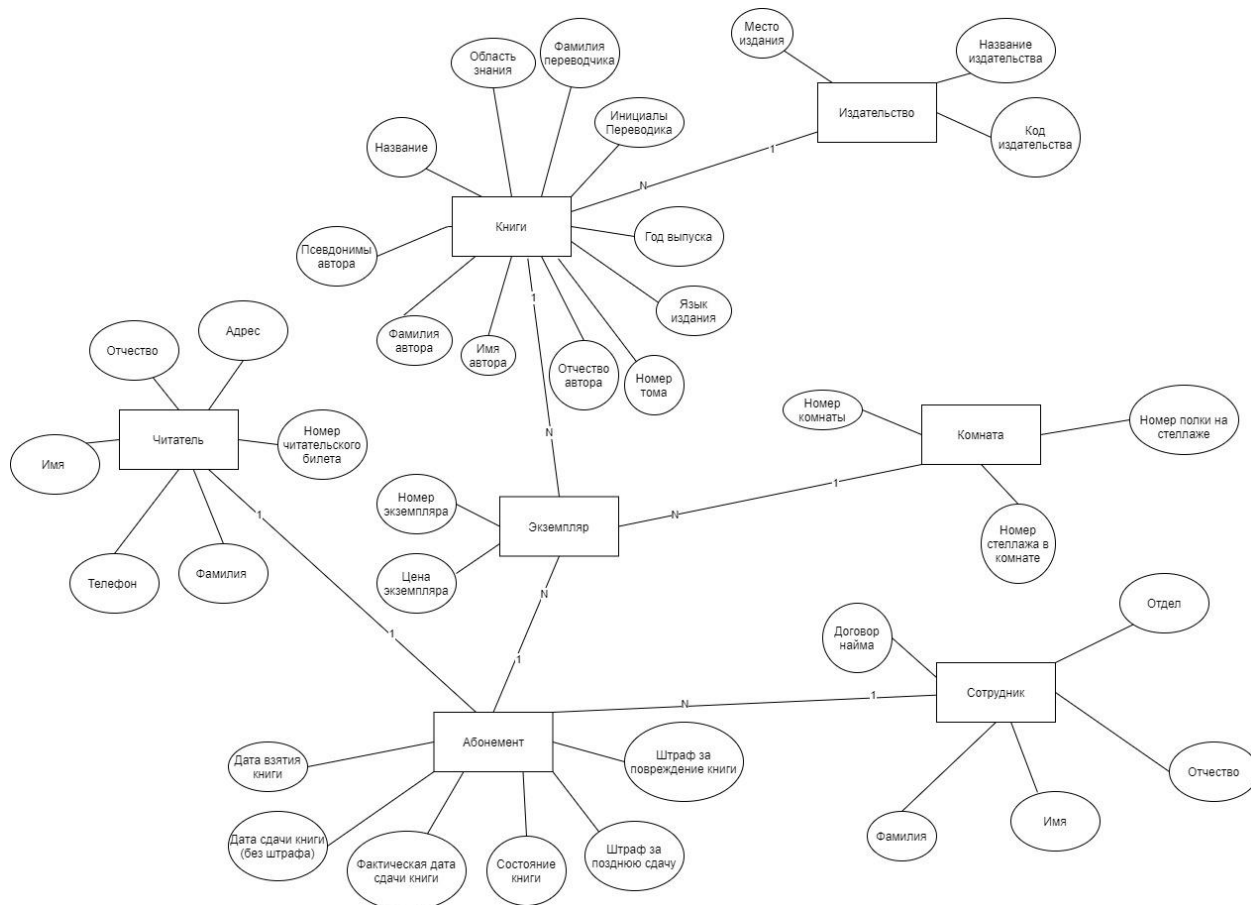 Место
издания
Название
издательства
Издательство
Код
издательства
Область
знания
Фамилия
переводчика
Инициалы
Переводика
Название
1
N
Книги
Год выпуска
Псевдонимы
автора
Язык
издания
1
Фамилия
автора
Имя
автора
Отчество
автора
Номер
тома
Отчество
Адрес
Читатель
Номер
читательского
билета
Имя
Телефон
Фамилия
1
N
Номер
комнаты
Комната
Номер полки на
стеллаже
Номер
стеллажа в
комнате
1
N
Номер
экземпляра
Экземпляр
Цена
экземпляра
N
1
1
Договор
найма
Отдел
Сотрудник
1
N
Отчество
Имя
Фамилия
Абонемент
Дата взятия
книги
Штраф за
повреждение книги
Дата сдачи книги
(без штрафа)
Фактическая дата
сдачи книги
Состояние
книги
Штраф за
позднюю сдачу